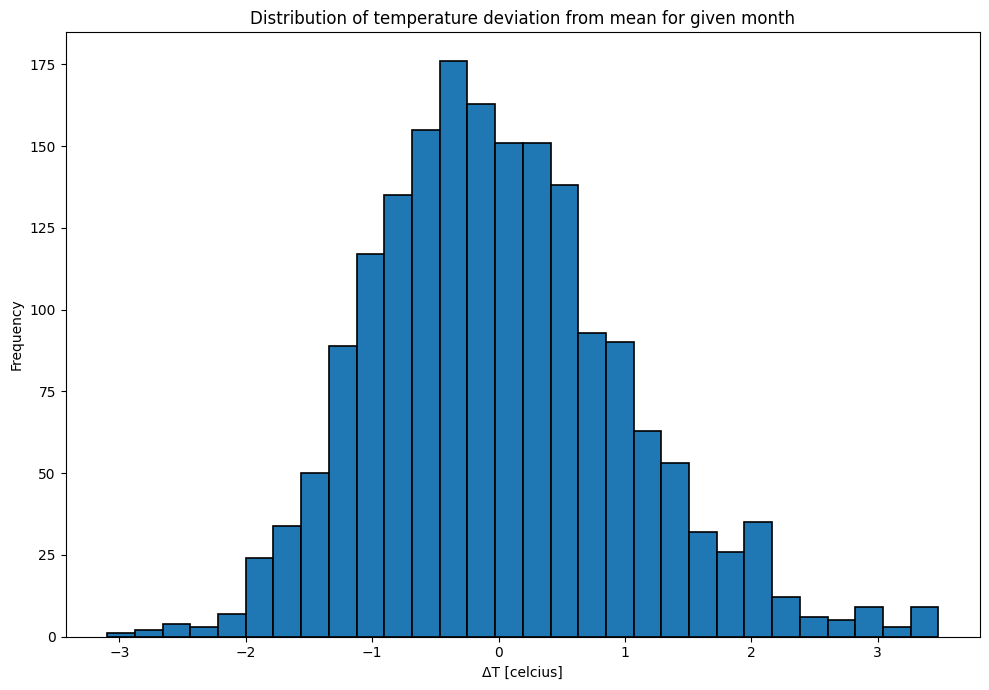 Distribution of temperature deviation from mean for given month
175
150
125
100
75
50
25
0
Frequency
−3 −2 −1 0 1 2 3
ΔT [celcius]